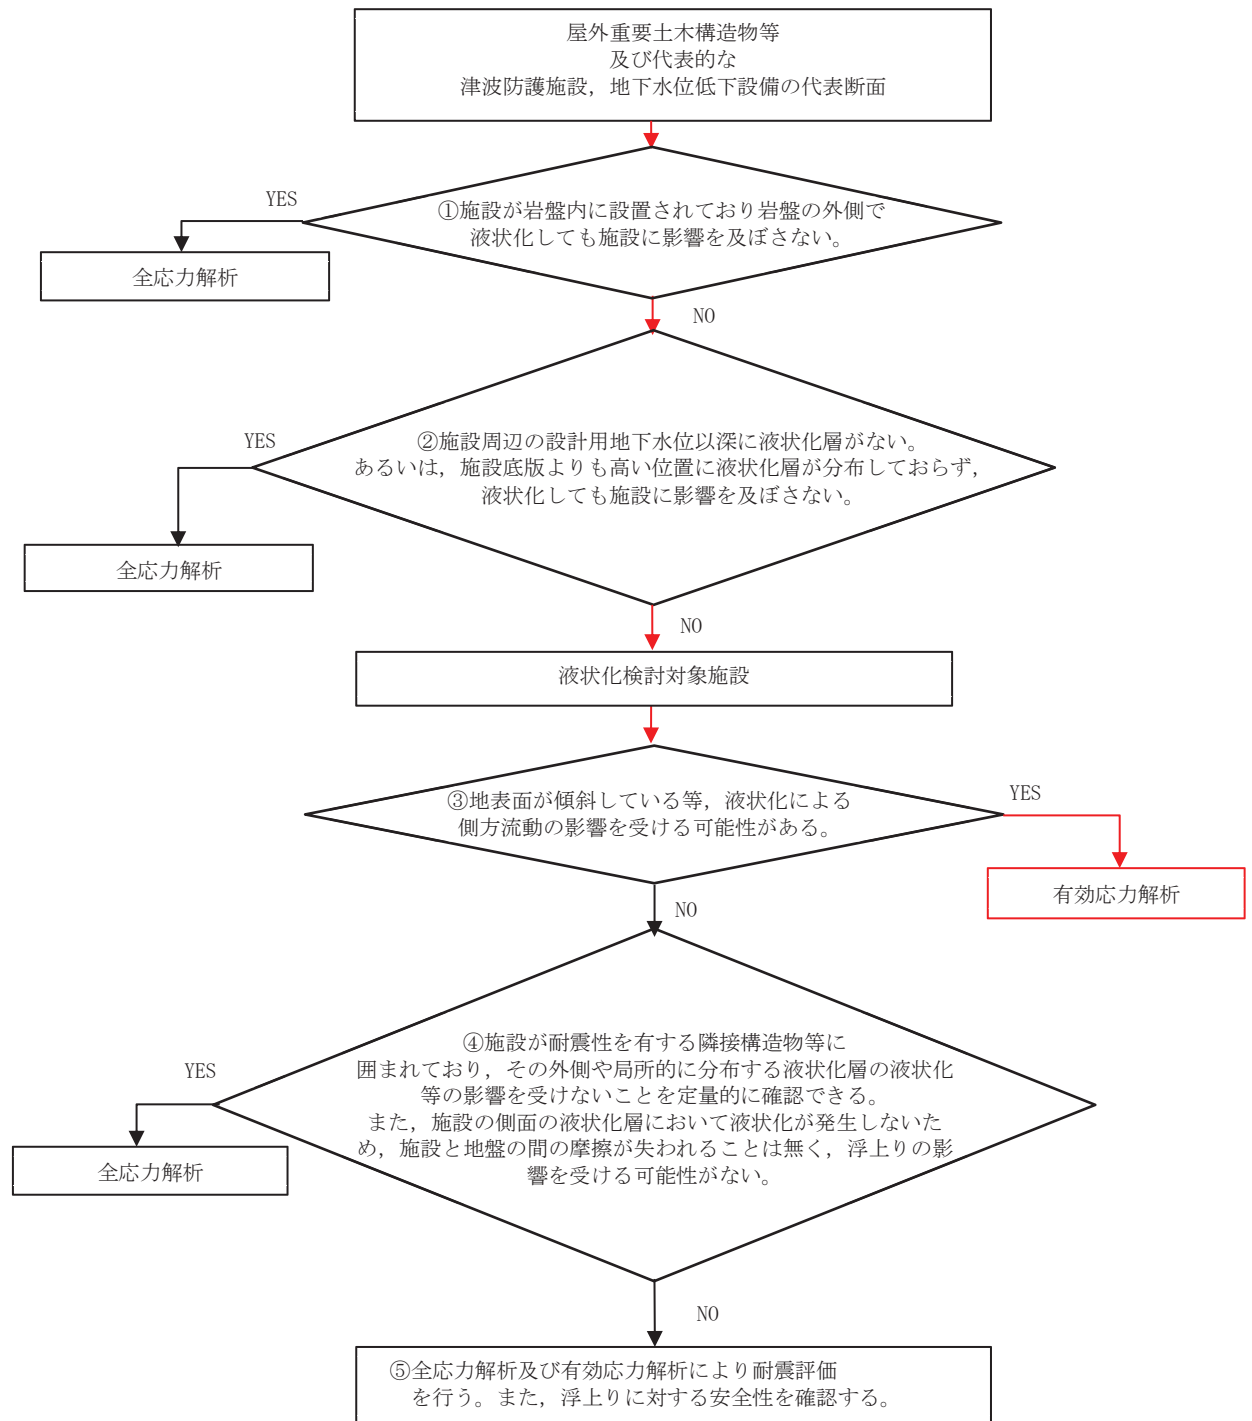 屋外重要土木構造物等
及び代表的な
津波防護施設，地下水位低下設備の代表断面
YES
①施設が岩盤内に設置されており岩盤の外側で
液状化しても施設に影響を及ぼさない。
全応力解析
NO
YES
②施設周辺の設計用地下水位以深に液状化層がない。
あるいは，施設底版よりも高い位置に液状化層が分布しておらず，
液状化しても施設に影響を及ぼさない。
全応力解析
NO
液状化検討対象施設
③地表面が傾斜している等，液状化による
側方流動の影響を受ける可能性がある。
YES
有効応力解析
NO
④施設が耐震性を有する隣接構造物等に
囲まれており，その外側や局所的に分布する液状化層の液状化
等の影響を受けないことを定量的に確認できる。
また，施設の側面の液状化層において液状化が発生しないた
め，施設と地盤の間の摩擦が失われることは無く，浮上りの影
響を受ける可能性がない。
YES
全応力解析
NO
⑤全応力解析及び有効応力解析により耐震評価
を行う。また，浮上りに対する安全性を確認する。